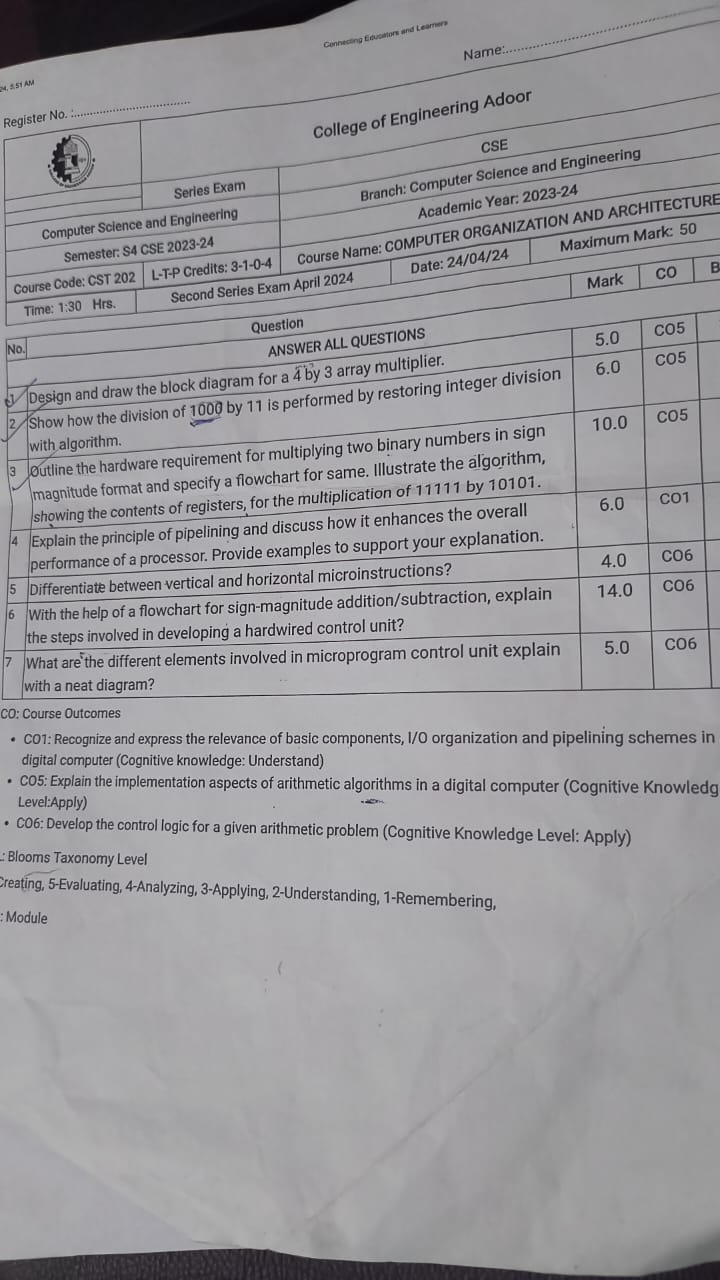 Connecting Educators and Learners
24, 5:51 AM
Name:
Register No. :
College of Engineering Adoor
CSE
Series Exam
Branch: Computer Science and Engineering
Computer Science and Engineering
Academic Year: 2023-24
Semester: S4 CSE 2023-24
Course Name: COMPUTER ORGANIZATION AND ARCHITECTURE
Course Code: CST 202 L-T-P Credits: 3-1-0-4
Date: 24/04/24 Maximum Mark: 50
Time: 1:30 Hrs. Second Series Exam April 2024
No. Question Mark CO B
ANSWER ALL QUESTIONS
1 Design and draw the block diagram for a 4 by 3 array multiplier. 5.0 CO5
2 Show how the division of 1000 by 11 is performed by restoring integer division 6.0 CO5
with algorithm.
3 Outline the hardware requirement for multiplying two binary numbers in sign 10.0 CO5
magnitude format and specify a flowchart for same. Illustrate the algorithm,
showing the contents of registers, for the multiplication of 11111 by 10101.
4 Explain the principle of pipelining and discuss how it enhances the overall 6.0 CO1
performance of a processor. Provide examples to support your explanation.
5 Differentiate between vertical and horizontal microinstructions? 4.0 CO6
6 With the help of a flowchart for sign-magnitude addition/subtraction, explain 14.0 CO6
the steps involved in developing a hardwired control unit?
7 What are the different elements involved in microprogram control unit explain 5.0 CO6
with a neat diagram?
CO: Course Outcomes
• CO1: Recognize and express the relevance of basic components, I/O organization and pipelining schemes in
digital computer (Cognitive knowledge: Understand)
• CO5: Explain the implementation aspects of arithmetic algorithms in a digital computer (Cognitive Knowledg
Level:Apply)
• CO6: Develop the control logic for a given arithmetic problem (Cognitive Knowledge Level: Apply)
: Blooms Taxonomy Level
Creating, 5-Evaluating, 4-Analyzing, 3-Applying, 2-Understanding, 1-Remembering,
: Module